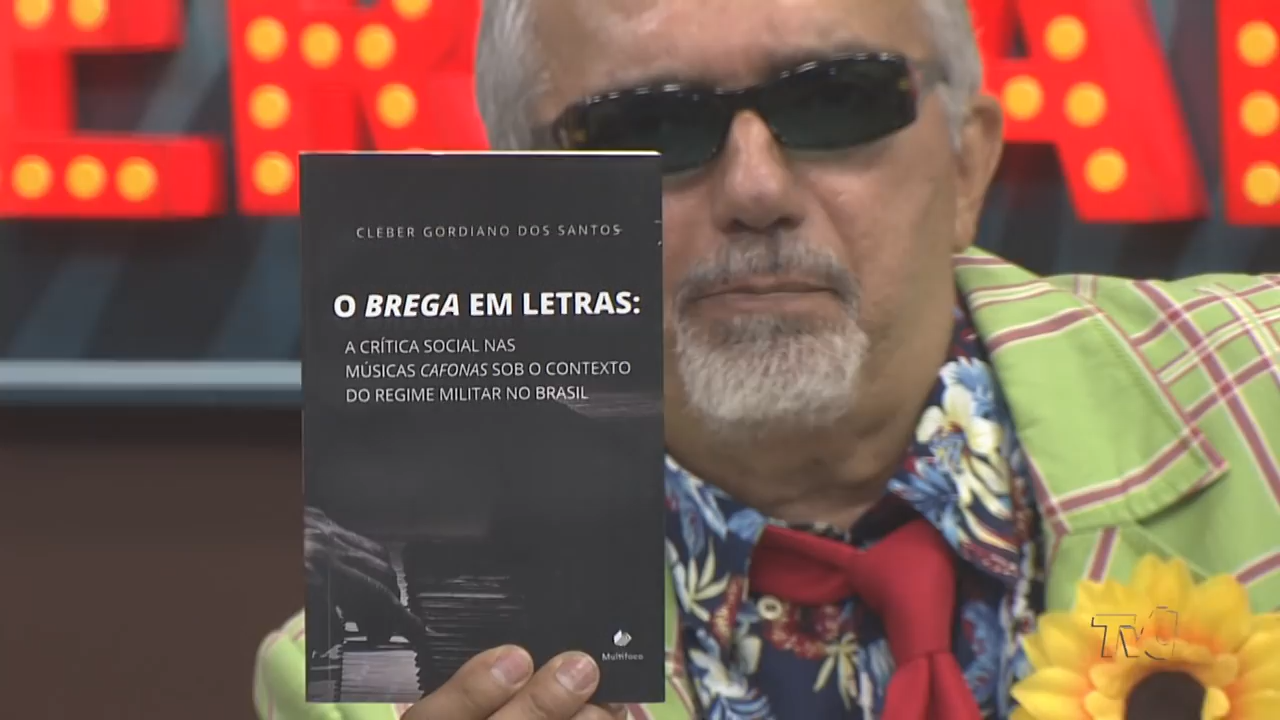 CLEBER GORDIANO DOS SANTOS
O BREGA EM LETRAS:
A CRÍTICA SOCIAL NAS
MÚSICAS CAFONAS SOB O CONTEXTO
DO REGIME MILITAR NO BRASIL
Multifoco